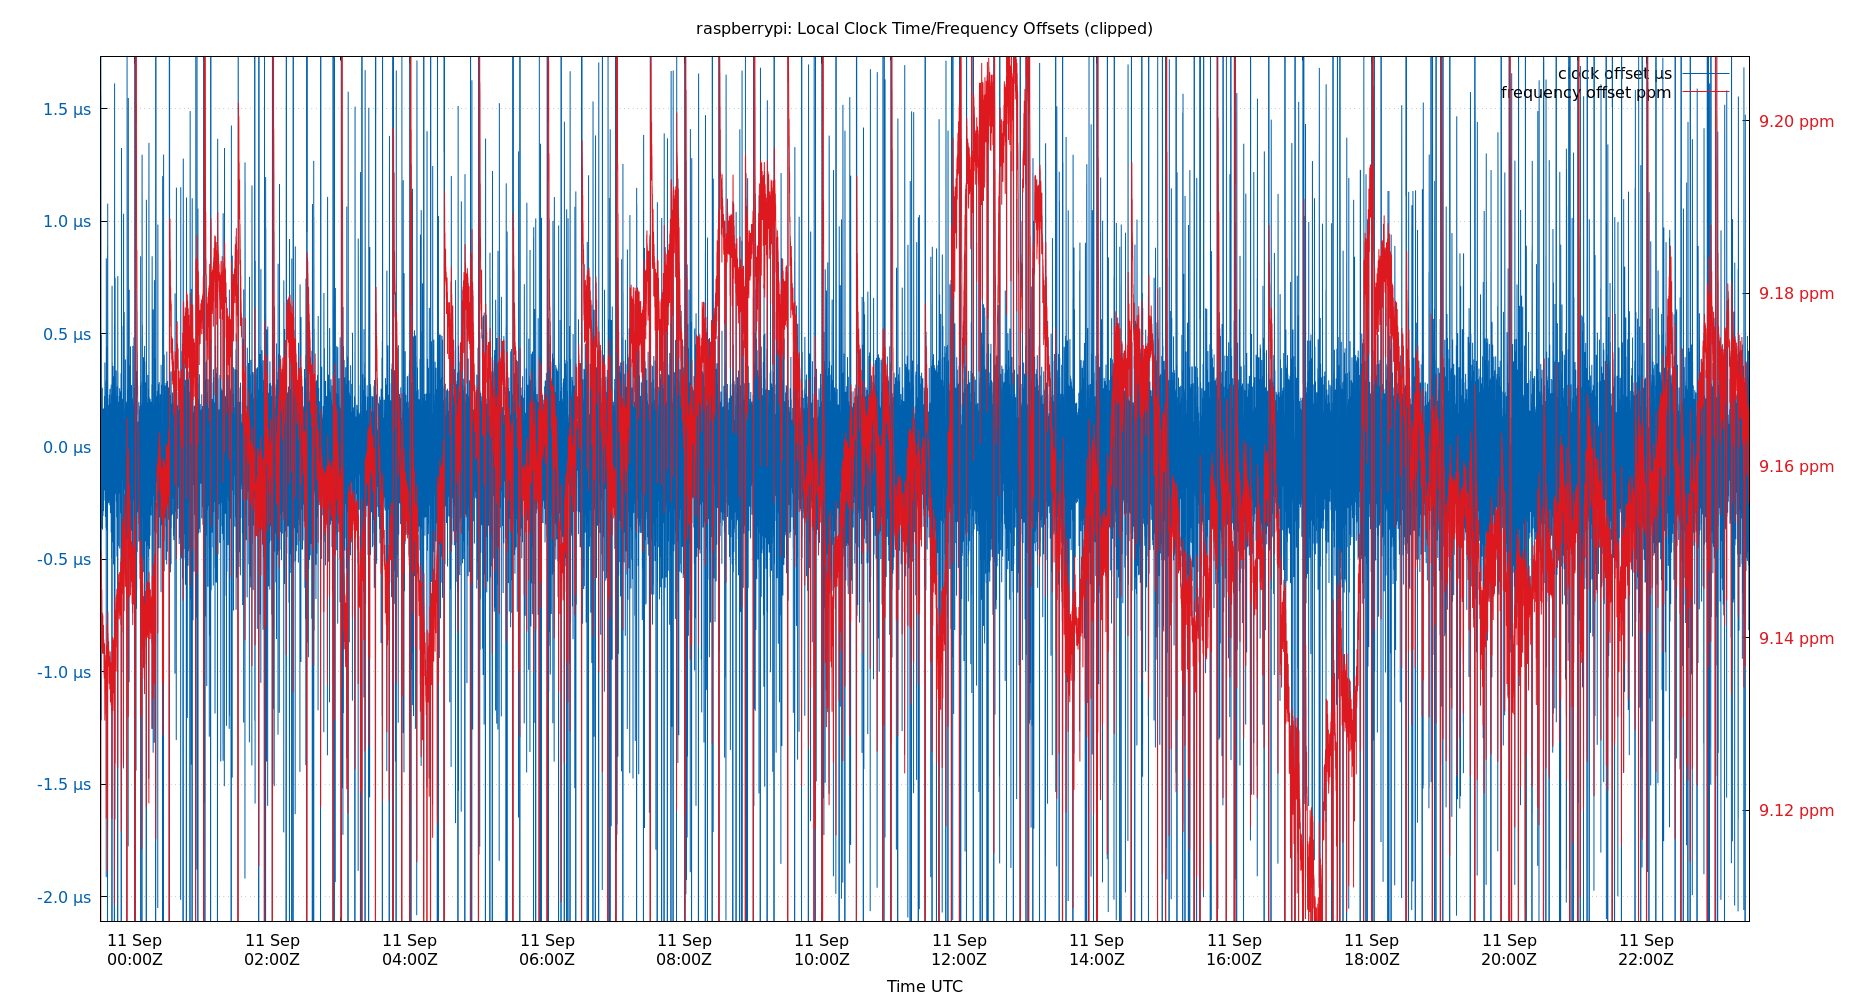 raspberrypi: Local Clock Time/Frequency Offsets (clipped)
clock offset µs
frequency offset ppm
1.5 µs
1.0 µs
0.5 µs
0.0 µs
-0.5 µs
-1.0 µs
-1.5 µs
-2.0 µs
9.20 ppm
9.18 ppm
9.16 ppm
9.14 ppm
9.12 ppm
11 Sep 11 Sep 11 Sep 11 Sep 11 Sep 11 Sep 11 Sep 11 Sep 11 Sep 11 Sep 11 Sep 11 Sep
00:00Z 02:00Z 04:00Z 06:00Z 08:00Z 10:00Z 12:00Z 14:00Z 16:00Z 18:00Z 20:00Z 22:00Z
Time UTC